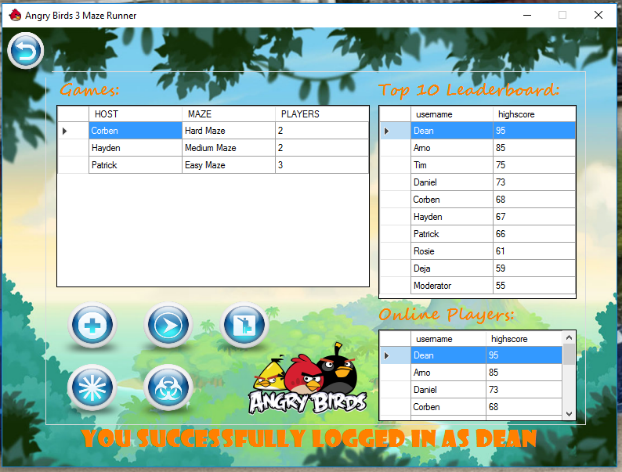 Angry Birds 3 Maze Runner
Games:
HOST MAZE PLAYERS
Corben Hard Maze 2
Hayden Medium Maze 2
Patrick Easy Maze 3
Top 10 Leaderboard:
username highscore
Dean 95
Amo 85
Tim 75
Daniel 73
Corben 68
Hayden 67
Patrick 66
Rosie 61
Deja 59
Moderator 55
Online Players:
username highscore
Dean 95
Amo 85
Daniel 73
Corben 68
ANGRY BIRDS
YOU SUCCESSFULLY LOGGED IN AS DEAN